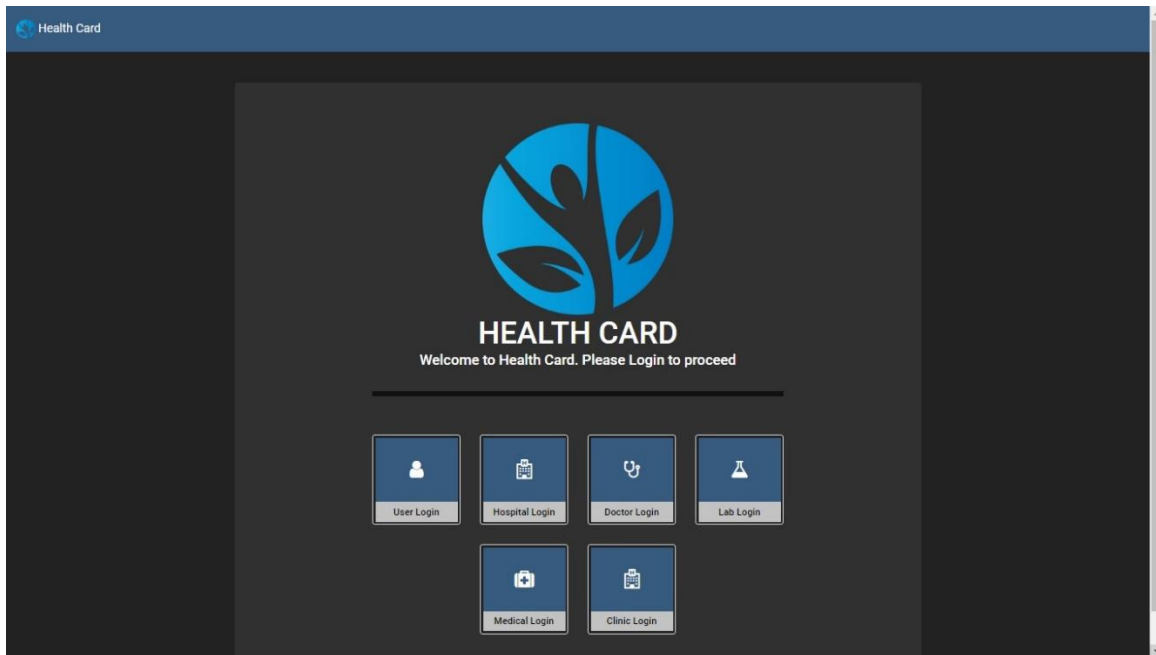 Health Card
HEALTH CARD
Welcome to Health Card. Please Login to proceed
User Login
Hospital Login
Doctor Login
Lab Login
Medical Login
Clinic Login